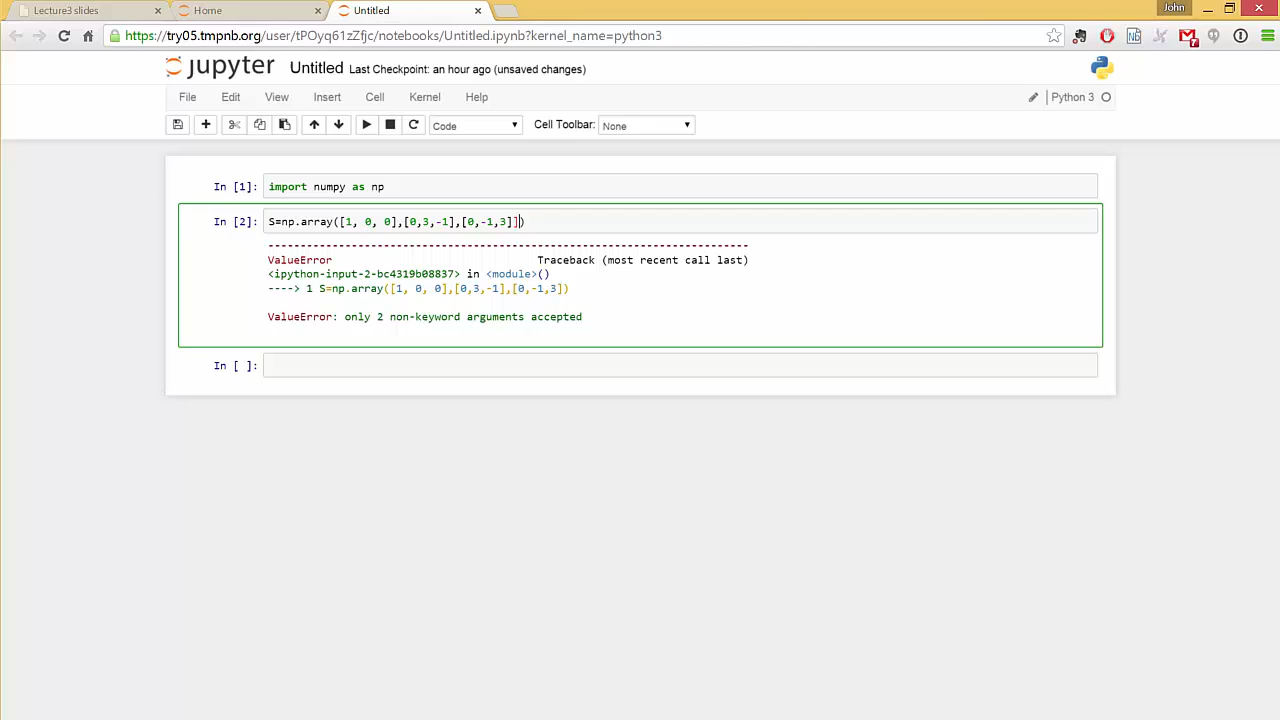 Lecture3 slides
Home
Untitled
John
https://try05.tmpnb.org/user/tPOyq61zZfjc/notebooks/Untitled.ipynb?kernel_name=python3
7
jupyter Untitled Last Checkpoint: an hour ago (unsaved changes)
File Edit View Insert Cell Kernel Help
Python 3
Code Cell Toolbar: None
In [1]: import numpy as np
In [2]: S=np.array([1, 0, 0],[0,3,-1],[0,-1,3]])
---------------------------------------------------------------------------
ValueError Traceback (most recent call last)
<ipython-input-2-bc4319b08837> in <module>()
----> 1 S=np.array([1, 0, 0],[0,3,-1],[0,-1,3])
ValueError: only 2 non-keyword arguments accepted
In [ ]: